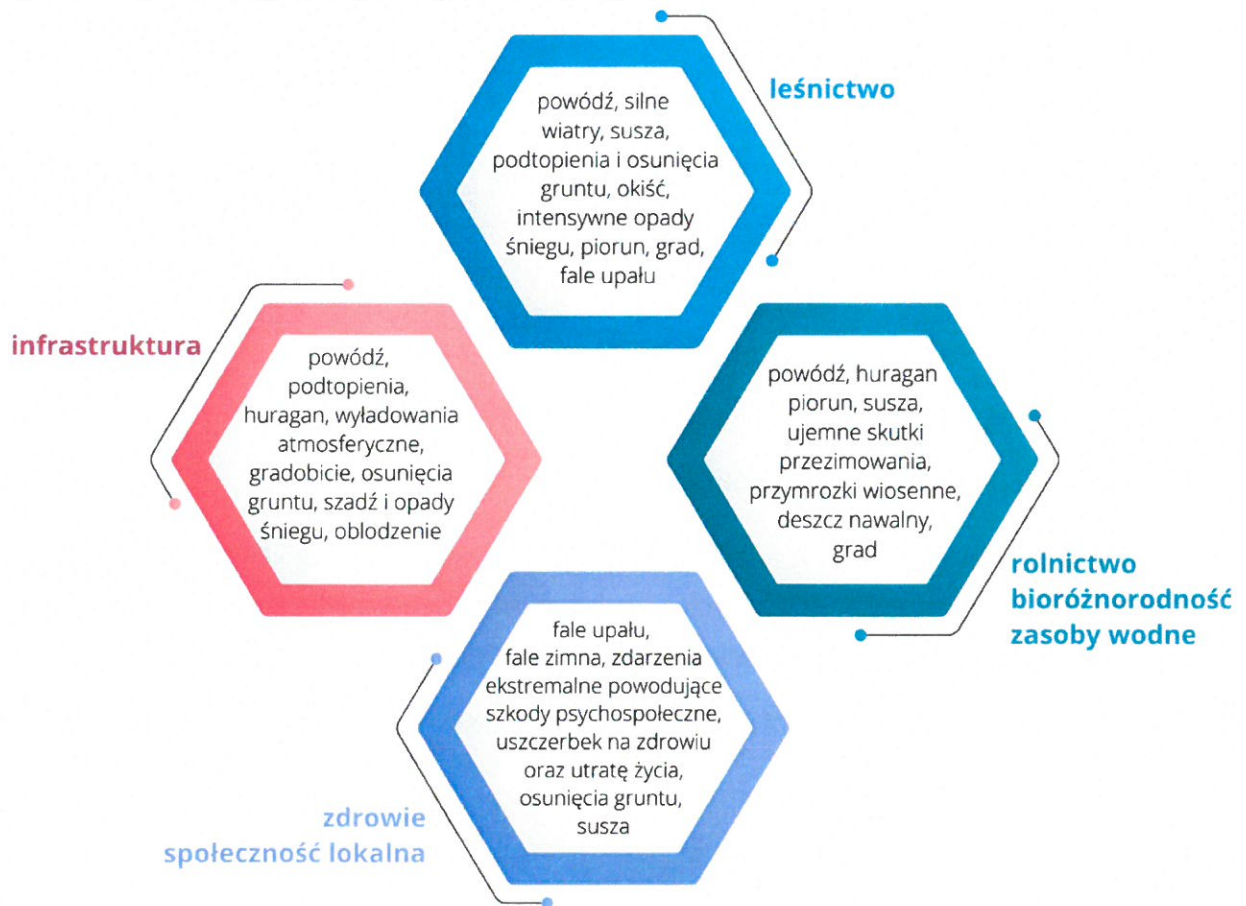 leśnictwo
powódź, silne
wiatry, susza,
podtopienia i osunięcia
gruntu, okiść,
intensywne opady
śniegu, piorun, grad,
fale upału
infrastruktura
powódź,
podtopienia,
huragan, wyładowania
atmosferyczne,
gradobicie, osunięcia
gruntu, szadź i opady
śniegu, oblodzenie
powódź, huragan
piorun, susza,
ujemne skutki
przezimowania,
przymrozki wiosenne,
deszcz nawalny,
grad
rolnictwo
bioróżnorodność
zasoby wodne
fale upału,
fale zimna, zdarzenia
ekstremalne powodujące
szkody psychospołeczne,
uszczerbek na zdrowiu
oraz utratę życia,
osunięcia gruntu,
susza
zdrowie
społeczność lokalna